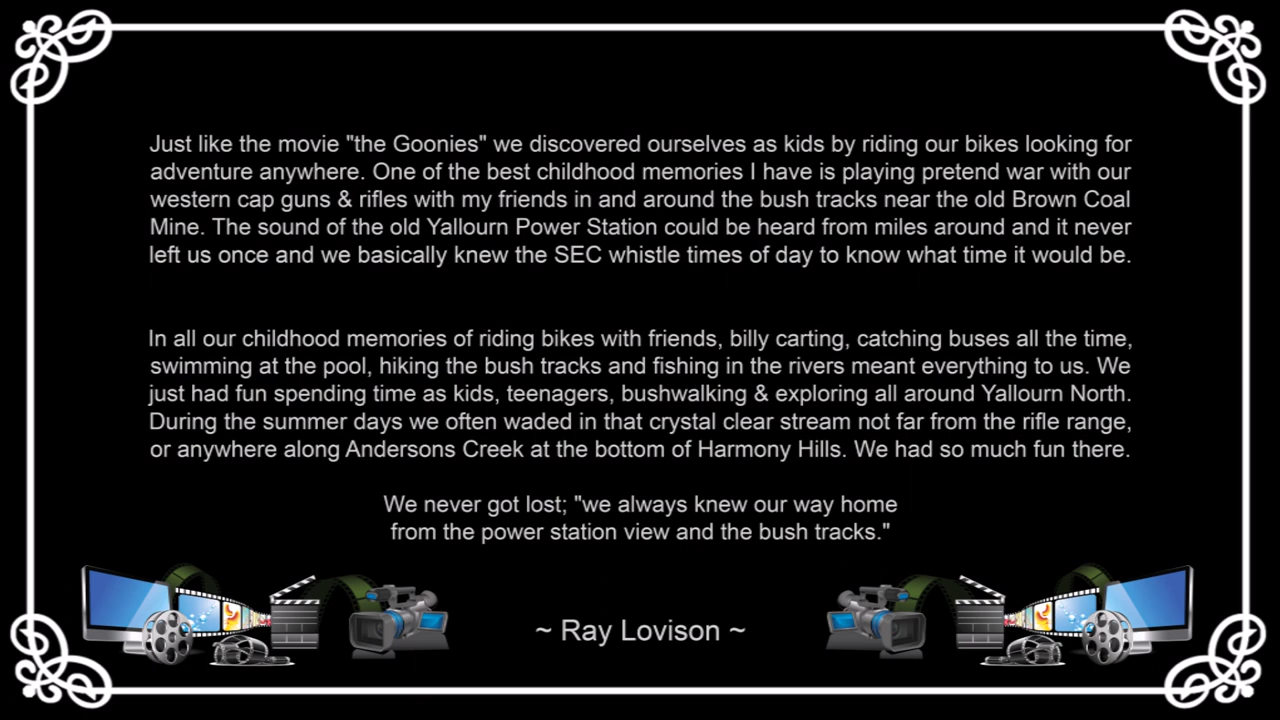 Just like the movie "the Goonies" we discovered ourselves as kids by riding our bikes looking for
adventure anywhere. One of the best childhood memories I have is playing pretend war with our
western cap guns & rifles with my friends in and around the bush tracks near the old Brown Coal
Mine. The sound of the old Yallourn Power Station could be heard from miles around and it never
left us once and we basically knew the SEC whistle times of day to know what time it would be.
In all our childhood memories of riding bikes with friends, billy carting, catching buses all the time,
swimming at the pool, hiking the bush tracks and fishing in the rivers meant everything to us. We
just had fun spending time as kids, teenagers, bushwalking & exploring all around Yallourn North.
During the summer days we often waded in that crystal clear stream not far from the rifle range,
or anywhere along Andersons Creek at the bottom of Harmony Hills. We had so much fun there.
We never got lost; "we always knew our way home
from the power station view and the bush tracks."
~ Ray Lovison ~